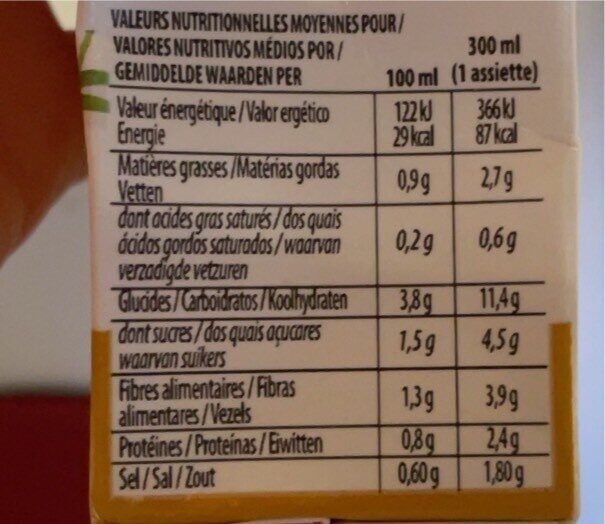 VALEURS NUTRITIONNELLES MOYENNES POUR /
VALORES NUTRITIVOS MÉDIOS POR / 300 ml
GEMIDDELDE WAARDEN PER 100 ml (1 assiette)
Valeur énergétique / Valor ergético 122 kJ 366 kJ
Energie 29 kcal 87 kcal
Matières grasses / Matérias gordas
Vetten 0,9 g 2,7 g
dont acides gras saturés / dos quais
ácidos gordos saturados / waarvan 0,2 g 0,6 g
verzadigde vetzuren
Glucides / Carboidratos / Koolhydraten 3,8 g 11,4 g
dont sucres / dos quais açucares 1,5 g 4,5 g
waarvan suikers
Fibres alimentaires / Fibras 1,3 g 3,9 g
alimentares / Vezels
Protéines / Proteínas / Eiwitten 0,8 g 2,4 g
Sel / Sal / Zout 0,60 g 1,80 g